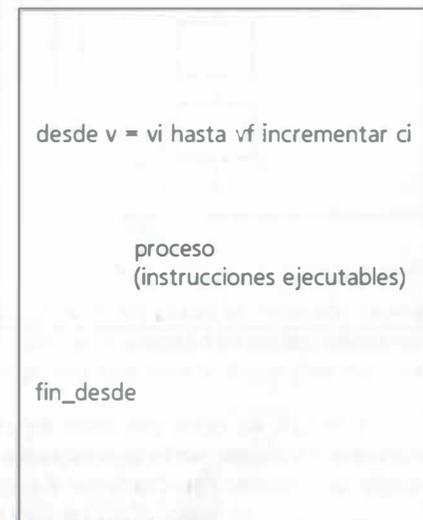 desde v = vi hasta vf incrementar ci
proceso
(instrucciones ejecutables)
fin_desde